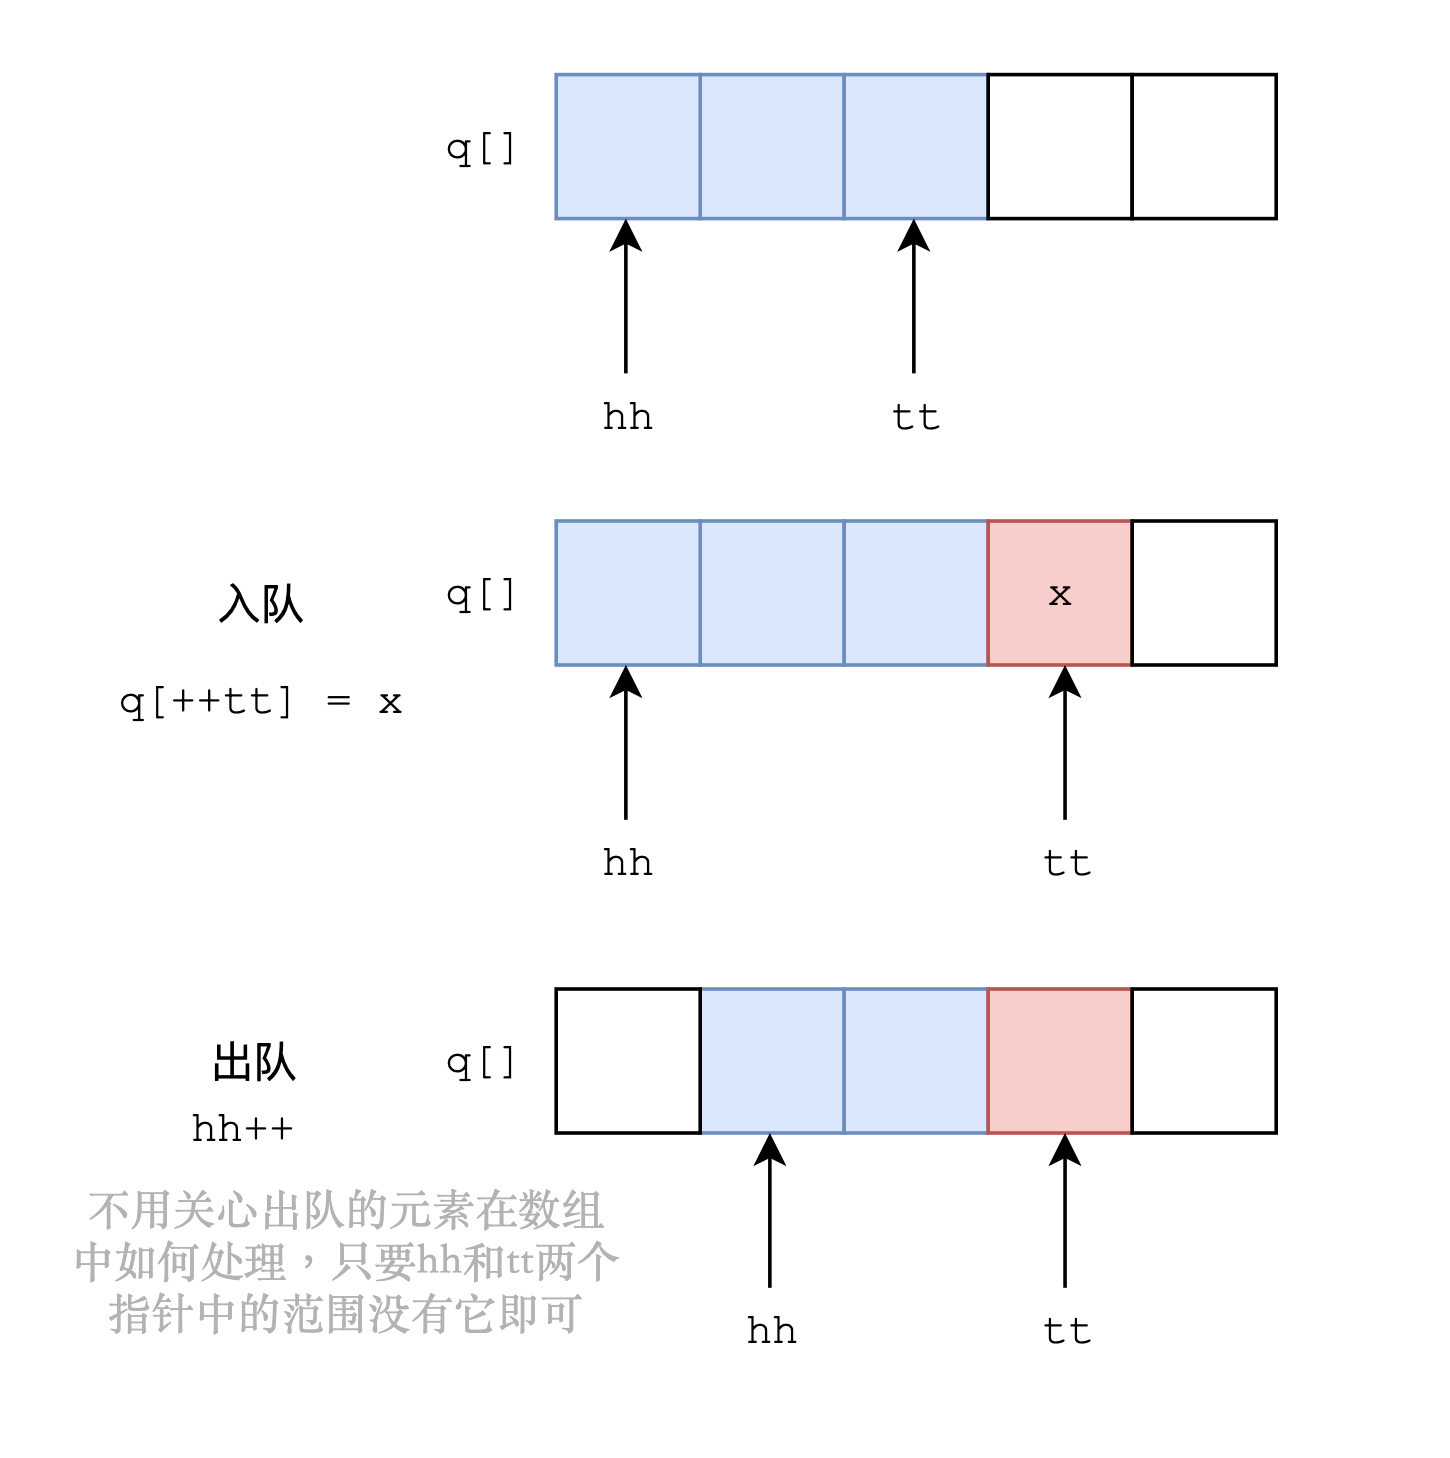 q[]
hh
tt
入队
q[]
x
q[++tt] = x
hh
tt
出队
q[]
hh++
不用关心出队的元素在数组
中如何处理，只要hh和tt两个
指针中的范围没有它即可
hh
tt